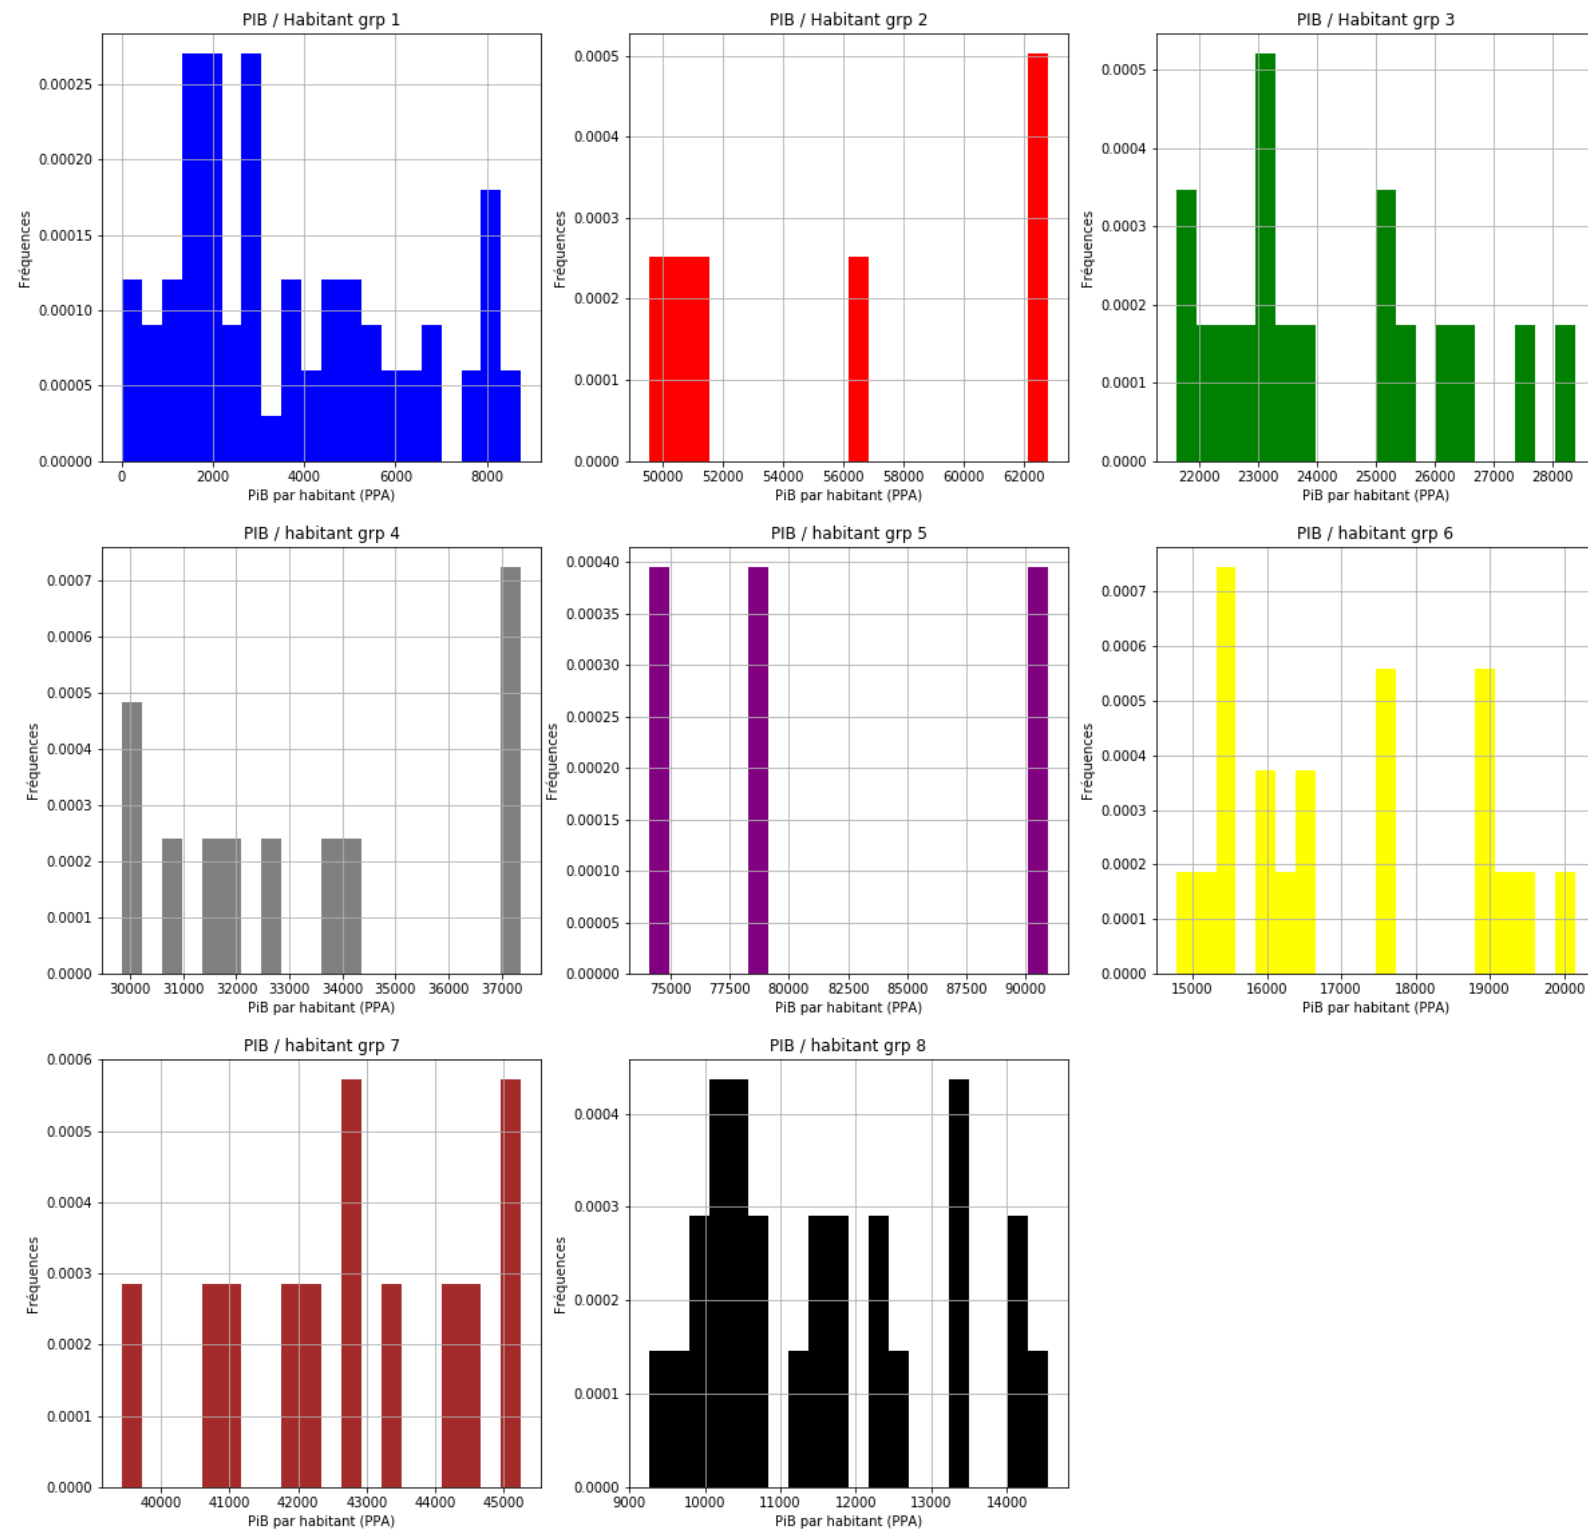 PIB / Habitant grp 1
0.00025
0.00020
0.00015
0.00010
0.00005
0.00000
Fréquences
0 2000 4000 6000 8000
PiB par habitant (PPA)
PIB / Habitant grp 2
0.0005
0.0004
0.0003
0.0002
0.0001
0.0000
Fréquences
50000 52000 54000 56000 58000 60000 62000
PiB par habitant (PPA)
PIB / Habitant grp 3
0.0005
0.0004
0.0003
0.0002
0.0001
0.0000
Fréquences
22000 23000 24000 25000 26000 27000 28000
PiB par habitant (PPA)
PIB / habitant grp 4
0.0007
0.0006
0.0005
0.0004
0.0003
0.0002
0.0001
0.0000
Fréquences
30000 31000 32000 33000 34000 35000 36000 37000
PiB par habitant (PPA)
PIB / habitant grp 5
0.00040
0.00035
0.00030
0.00025
0.00020
0.00015
0.00010
0.00005
0.00000
Fréquences
75000 77500 80000 82500 85000 87500 90000
PiB par habitant (PPA)
PIB / habitant grp 6
0.0007
0.0006
0.0005
0.0004
0.0003
0.0002
0.0001
0.0000
Fréquences
15000 16000 17000 18000 19000 20000
PiB par habitant (PPA)
PIB / habitant grp 7
0.0006
0.0005
0.0004
0.0003
0.0002
0.0001
0.0000
Fréquences
40000 41000 42000 43000 44000 45000
PiB par habitant (PPA)
PIB / habitant grp 8
0.0004
0.0003
0.0002
0.0001
0.0000
Fréquences
9000 10000 11000 12000 13000 14000
PiB par habitant (PPA)